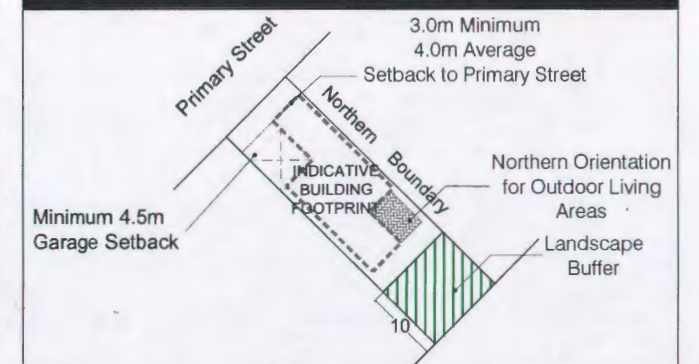 3.0m Minimum
4.0m Average
Setback to Primary Street
Primary Street
Northern
Boundary
INDICATIVE
BUILDING
FOOTPRINT
Northern Orientation
for Outdoor Living
Areas
Minimum 4.5m
Garage Setback
Landscape
Buffer
10